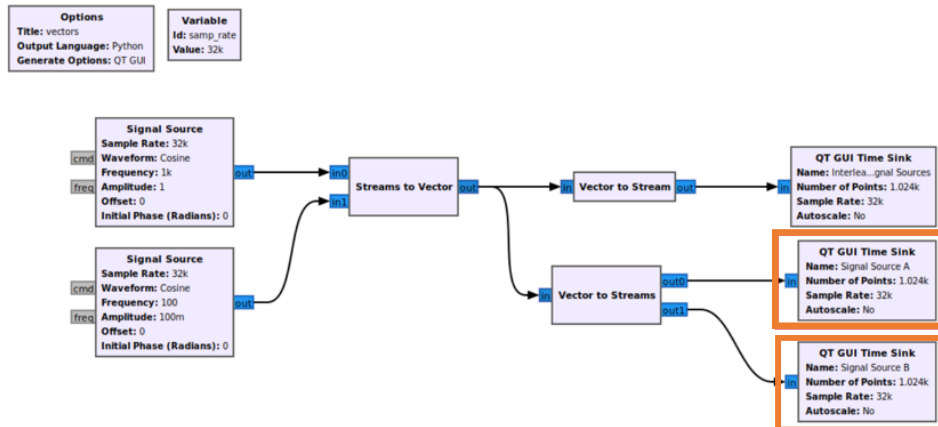 Options
Title: vectors
Output Language: Python
Generate Options: QT GUI
Variable
Id: samp_rate
Value: 32k
Signal Source
Sample Rate: 32k
Waveform: Cosine
Frequency: 1k
Amplitude: 1
Offset: 0
Initial Phase (Radians): 0
cmd
freq
out
in0
in1
Streams to Vector
out
in
Vector to Stream
out
in
QT GUI Time Sink
Name: Interlea...gnal Sources
Number of Points: 1.024k
Sample Rate: 32k
Autoscale: No
Signal Source
Sample Rate: 32k
Waveform: Cosine
Frequency: 100
Amplitude: 100m
Offset: 0
Initial Phase (Radians): 0
cmd
freq
out
in
Vector to Streams
out0
out1
in
QT GUI Time Sink
Name: Signal Source A
Number of Points: 1.024k
Sample Rate: 32k
Autoscale: No
in
QT GUI Time Sink
Name: Signal Source B
Number of Points: 1.024k
Sample Rate: 32k
Autoscale: No